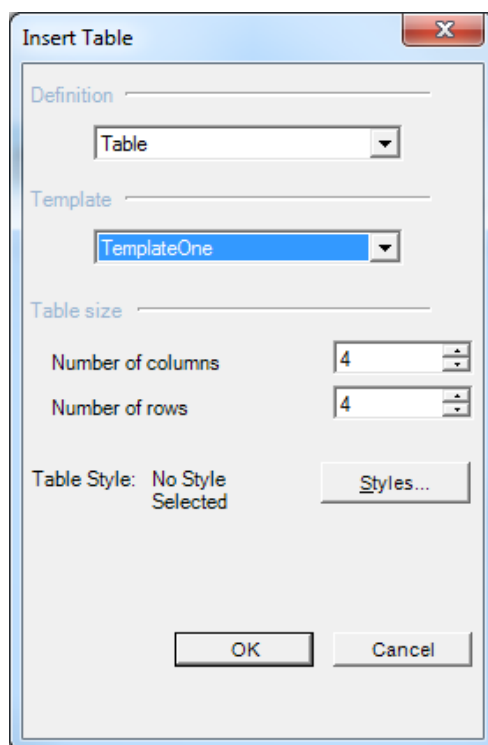 Insert Table
Definition
Table
Template
TemplateOne
Table size
Number of columns 4
Number of rows 4
Table Style: No Style Selected
Styles...
OK Cancel